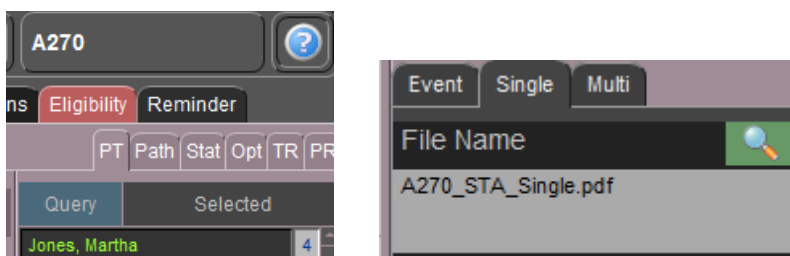 A270
ns Eligibility Reminder
PT Path Stat Opt TR PR
Query Selected
Jones, Martha 4
Event Single Multi
File Name
A270_STA_Single.pdf